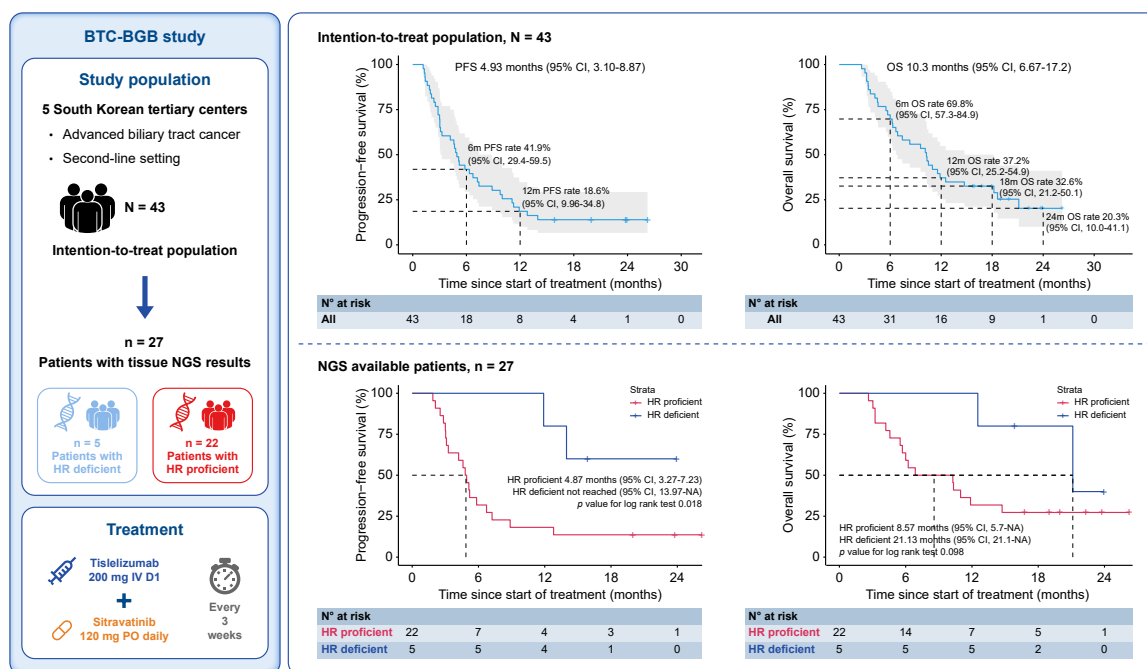 BTC-BGB study
Study population
5 South Korean tertiary centers
• Advanced biliary tract cancer
• Second-line setting
N = 43
Intention-to-treat population
n = 27
Patients with tissue NGS results
n = 5
Patients with
HR deficient
n = 22
Patients with
HR proficient
Treatment
Tislelizumab
200 mg IV D1
+
Sitravatinib
120 mg PO daily
Every
3
weeks
Intention-to-treat population, N = 43
Progression−free survival (%)
100
75
50
25
0
PFS 4.93 months (95% CI, 3.10-8.87)
6m PFS rate 41.9%
(95% CI, 29.4-59.5)
12m PFS rate 18.6%
(95% CI, 9.96-34.8)
0 6 12 18 24 30
Time since start of treatment (months)
N° at risk
All 43 18 8 4 1 0
Overall survival (%)
100
75
50
25
0
OS 10.3 months (95% CI, 6.67-17.2)
6m OS rate 69.8%
(95% CI, 57.3-84.9)
12m OS rate 37.2%
(95% CI, 25.2-54.9)
18m OS rate 32.6%
(95% CI, 21.2-50.1)
24m OS rate 20.3%
(95% CI, 10.0-41.1)
0 6 12 18 24 30
Time since start of treatment (months)
N° at risk
All 43 31 16 9 1 0
NGS available patients, n = 27
Progression−free survival (%)
100
75
50
25
0
Strata
HR proficient
HR deficient
HR proficient 4.87 months (95% CI, 3.27-7.23)
HR deficient not reached (95% CI, 13.97-NA)
p value for log rank test 0.018
0 6 12 18 24
Time since start of treatment (months)
N° at risk
HR proficient 22 7 4 3 1
HR deficient 5 5 4 1 0
Overall survival (%)
100
75
50
25
0
Strata
HR proficient
HR deficient
HR proficient 8.57 months (95% CI, 5.7-NA)
HR deficient 21.13 months (95% CI, 21.1-NA)
p value for log rank test 0.098
0 6 12 18 24
Time since start of treatment (months)
N° at risk
HR proficient 22 14 7 5 1
HR deficient 5 5 5 2 0